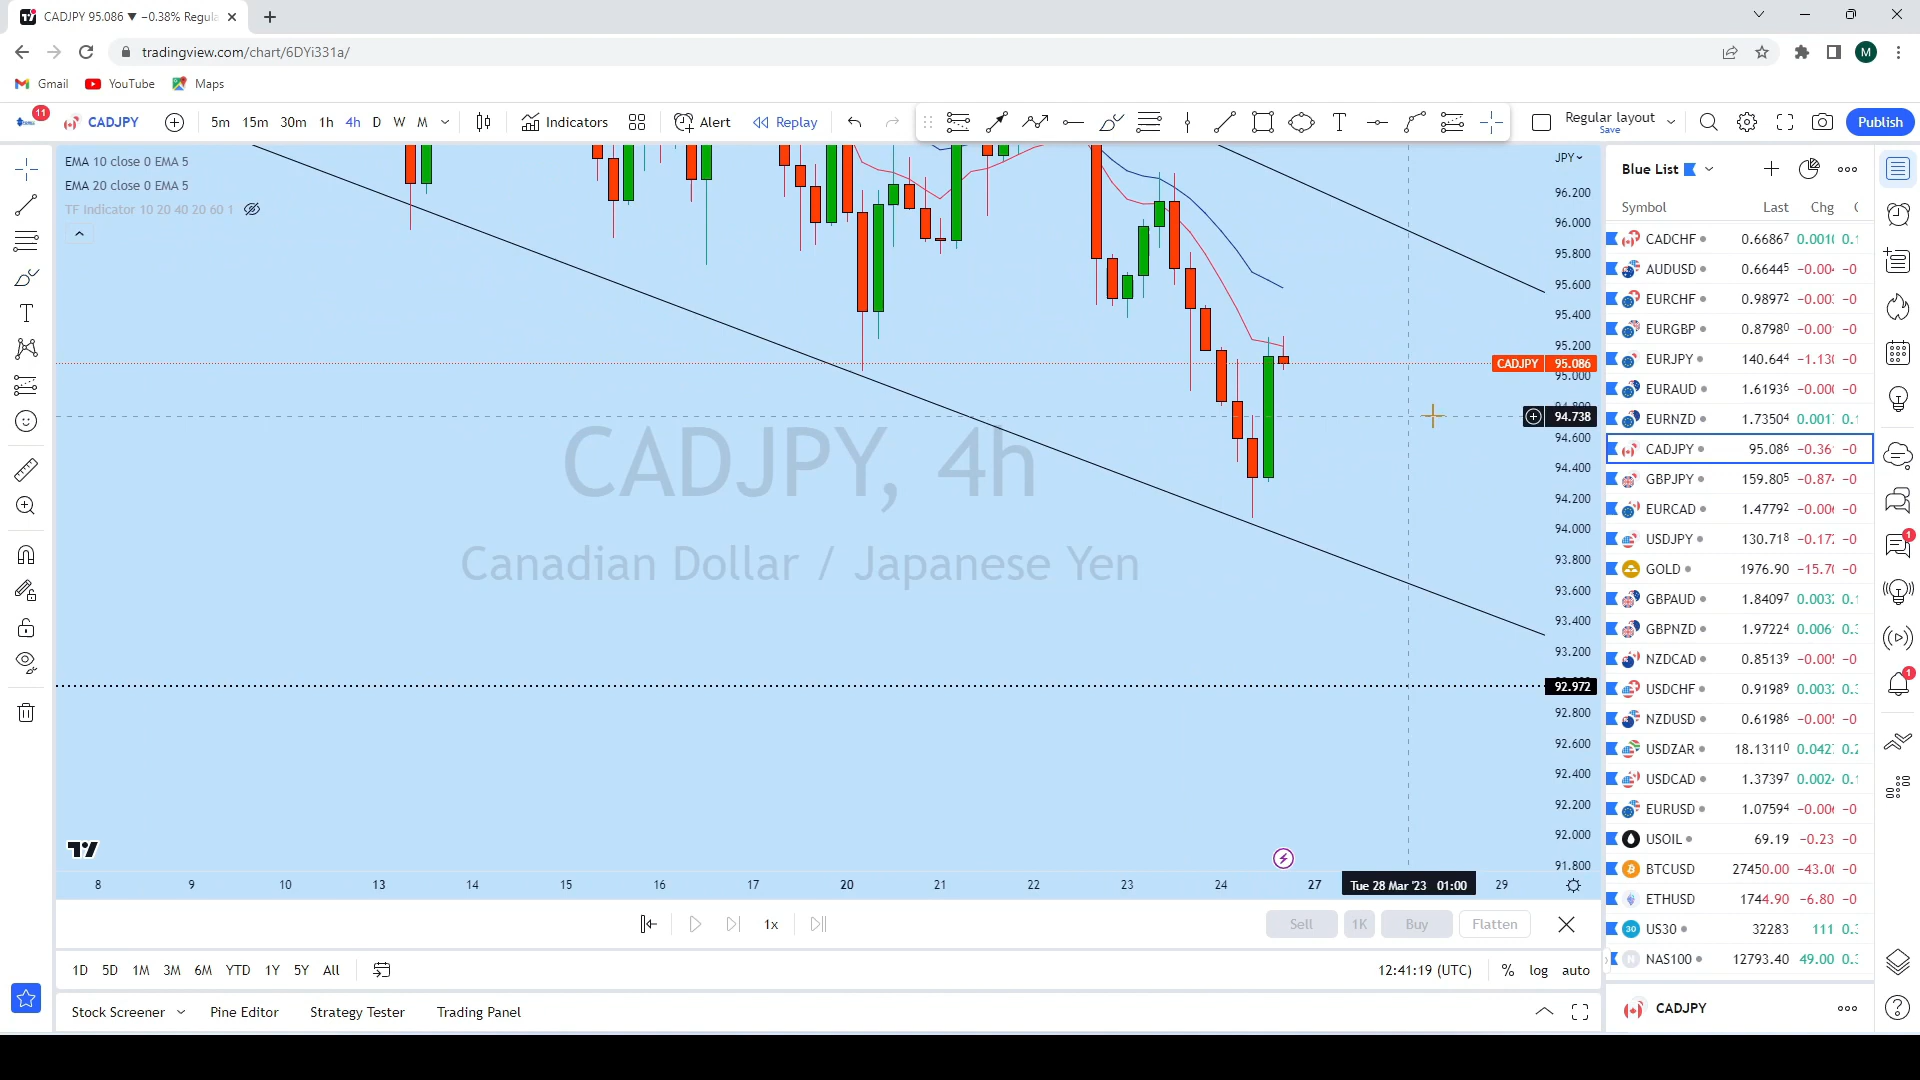 CADJPY 95.086 ▼ −0.38% Regula
tradingview.com/chart/6DYi331a/
M
Gmail YouTube Maps
11 CADJPY 5m 15m 30m 1h 4h D W M Indicators Alert Replay Regular layout Save Publish
EMA 10 close 0 EMA 5
EMA 20 close 0 EMA 5
TF Indicator 10 20 40 20 60 1
CADJPY, 4h
Canadian Dollar / Japanese Yen
JPY
96.200
96.000
95.800
95.600
95.400
95.200
CADJPY 95.086
95.000
94.738
94.600
94.400
94.200
94.000
93.800
93.600
93.400
93.200
92.972
92.800
92.600
92.400
92.200
92.000
91.800
8 9 10 13 14 15 16 17 20 21 22 23 24 27 Tue 28 Mar '23 01:00 29
1x Sell 1K Buy Flatten
1D 5D 1M 3M 6M YTD 1Y 5Y All 12:41:19 (UTC) % log auto
Stock Screener Pine Editor Strategy Tester Trading Panel
Blue List
Symbol Last Chg
CADCHF 0.66867
AUDUSD 0.66445
EURCHF 0.98972
EURGBP 0.87980
EURJPY 140.644
EURAUD 1.61936
EURNZD 1.73504
CADJPY 95.086
GBPJPY 159.805
EURCAD 1.47792
USDJPY 130.718
GOLD 1976.90
GBPAUD 1.84097
GBPNZD 1.97224
NZDCAD 0.85139
USDCHF 0.91989
NZDUSD 0.61986
USDZAR 18.13110
USDCAD 1.37397
EURUSD 1.07594
USOIL 69.19 −0.23 −0
BTCUSD 27450.00 −43.0
ETHUSD 1744.90 −6.80 −0
30 US30 32283 111
N NAS100 12793.40 49.00
CADJPY
1
1